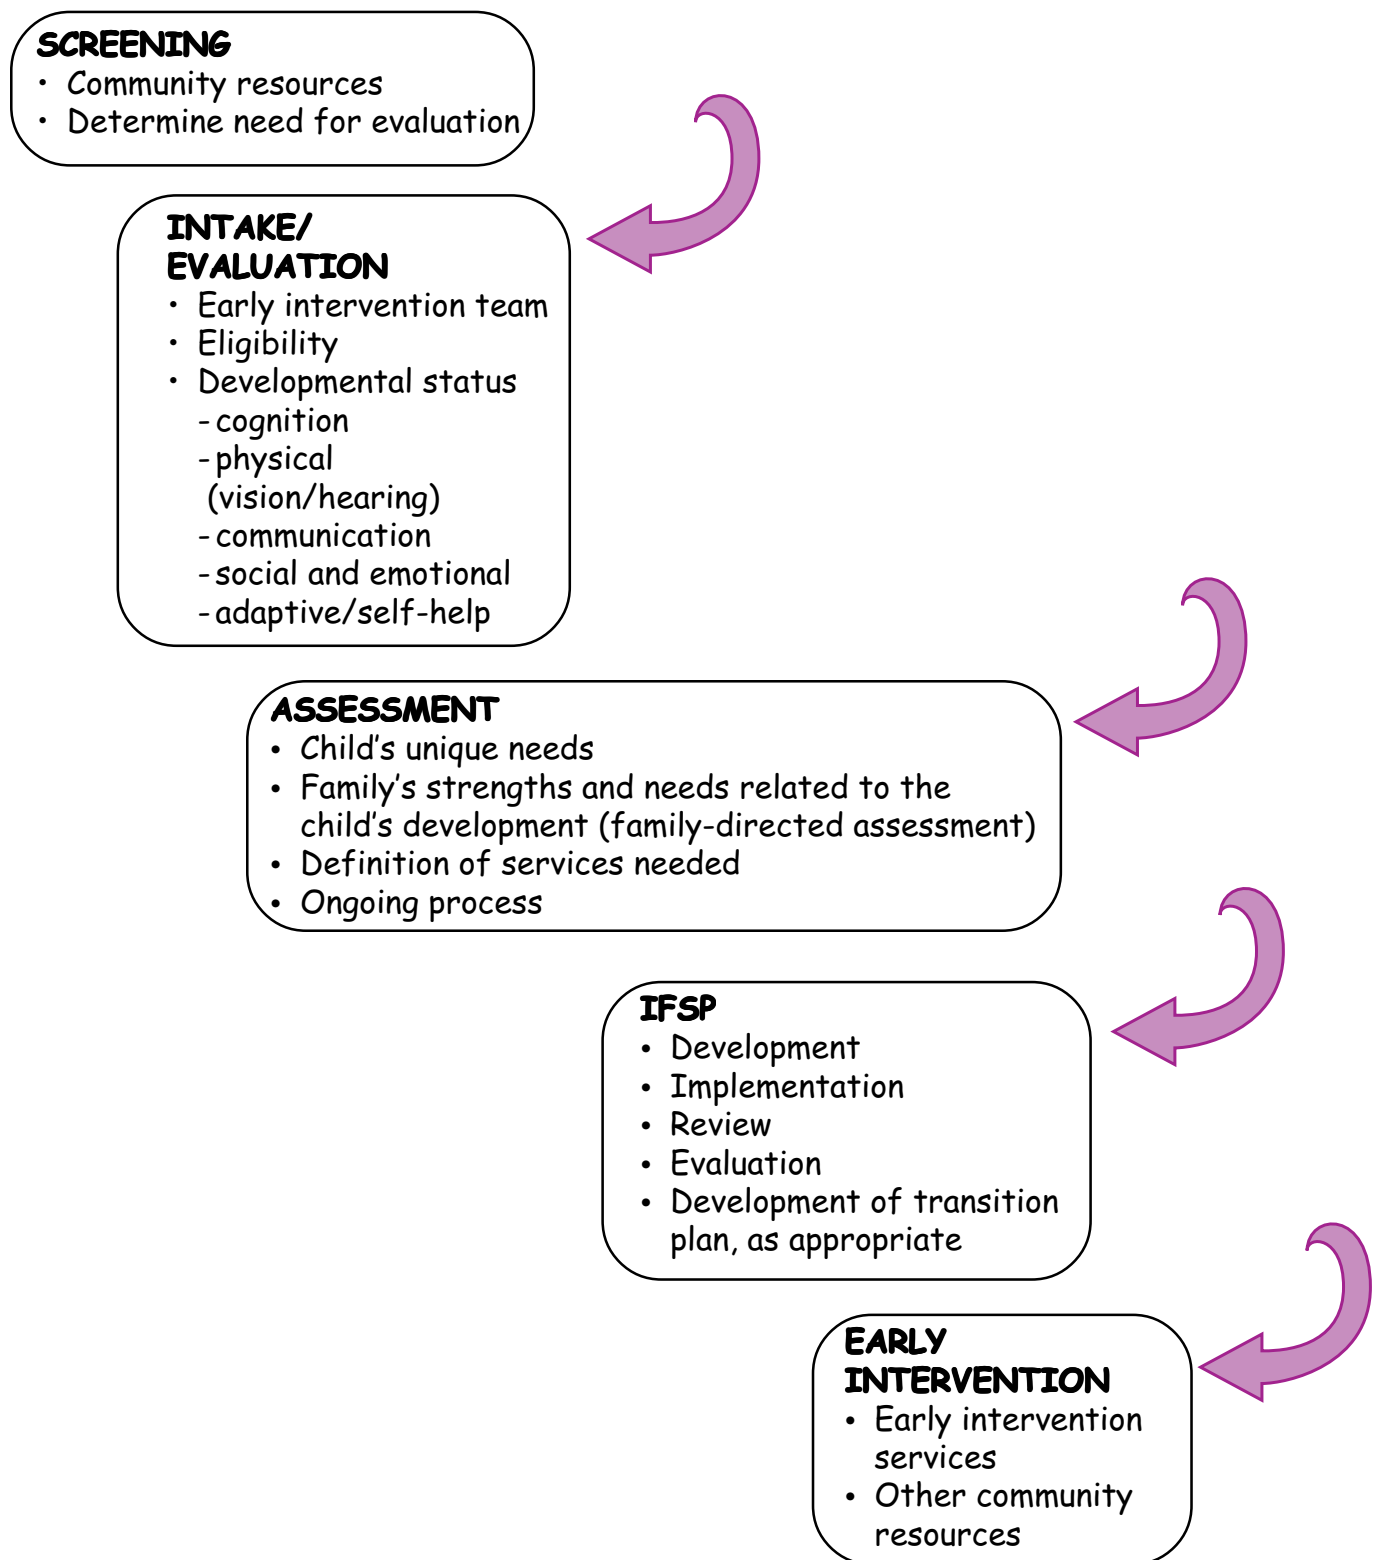 SCREENING
• Community resources
• Determine need for evaluation
INTAKE/
EVALUATION
• Early intervention team
• Eligibility
• Developmental status
- cognition
- physical
(vision/hearing)
- communication
- social and emotional
- adaptive/self-help
ASSESSMENT
• Child’s unique needs
• Family’s strengths and needs related to the
child’s development (family-directed assessment)
• Definition of services needed
• Ongoing process
IFSP
• Development
• Implementation
• Review
• Evaluation
• Development of transition
plan, as appropriate
EARLY
INTERVENTION
• Early intervention
services
• Other community
resources